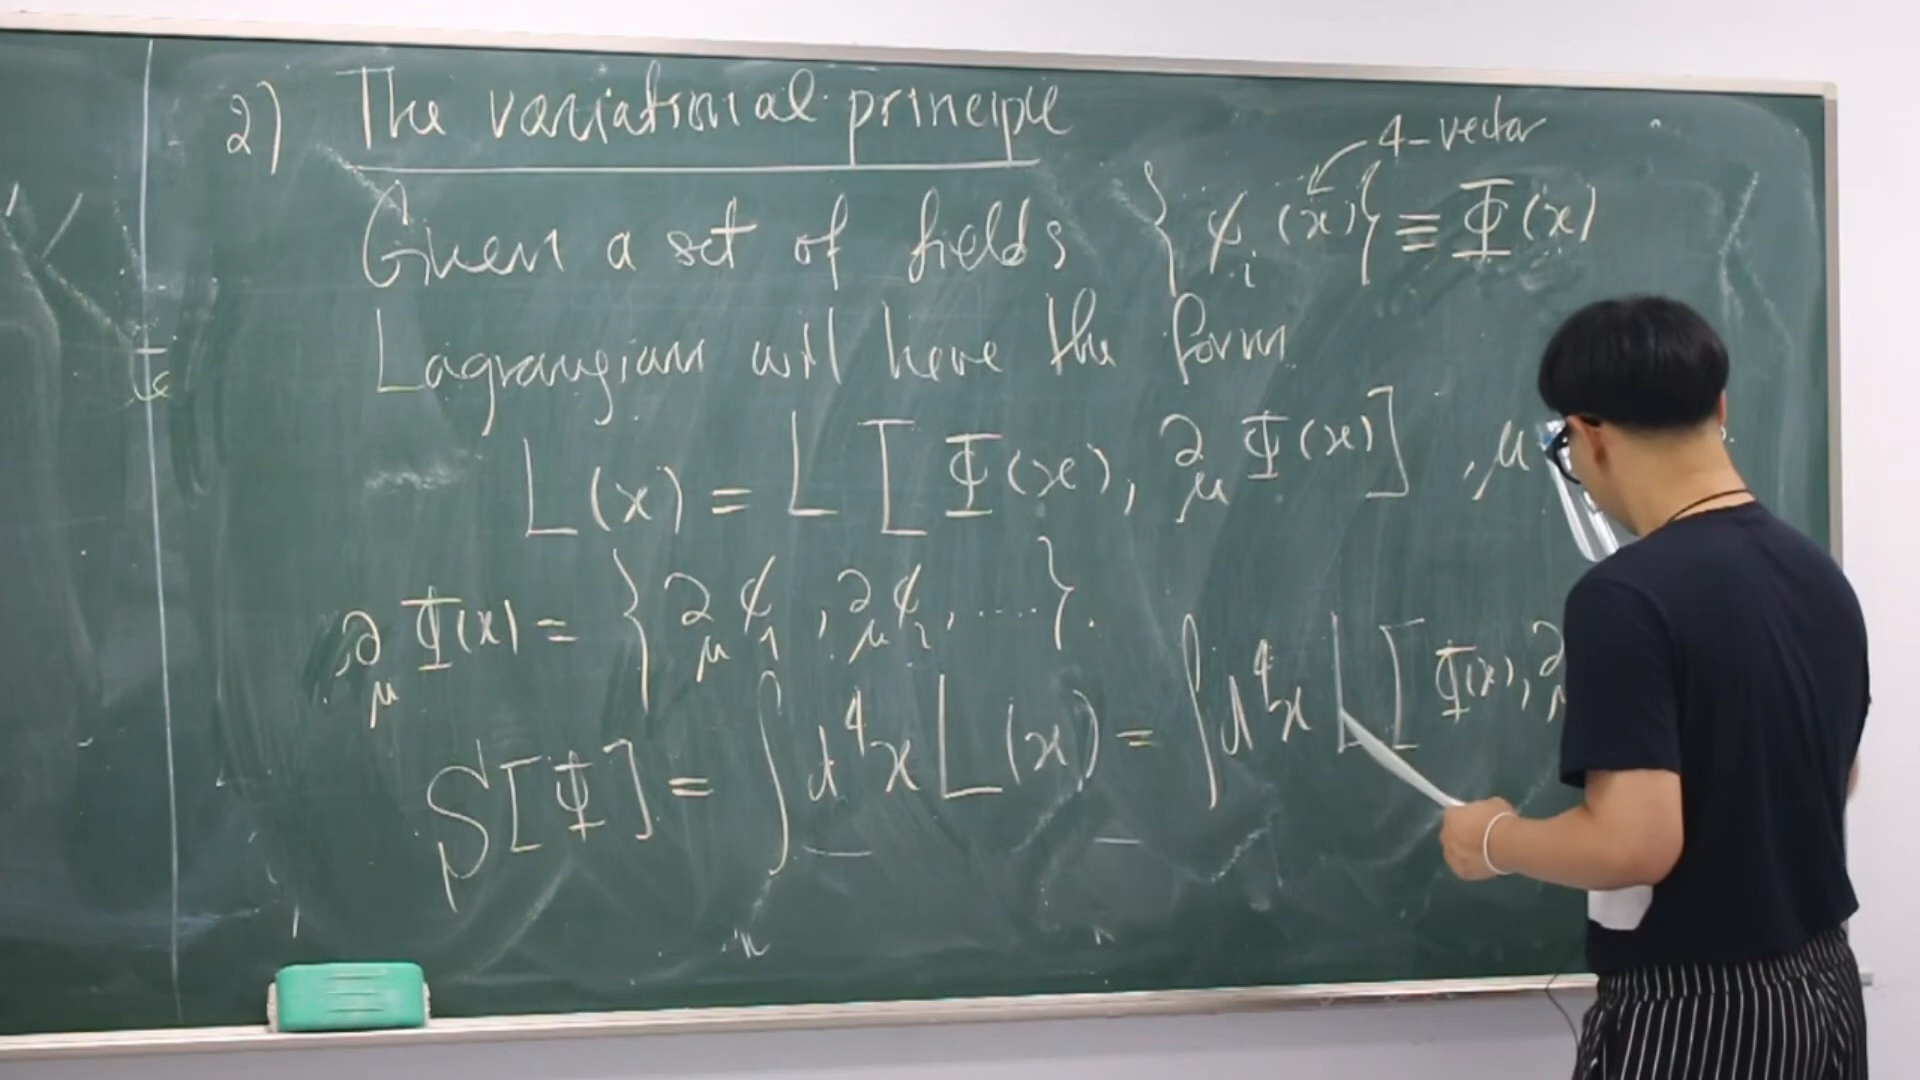 2) The variational principle
4-vector
Given a set of fields {ϕ_i(x)} ≡ Φ(x)
Lagrangian will have the form
L(x) = L[Φ(x), ∂_μ Φ(x)] , μ
∂_μ Φ(x) = {∂_μ ϕ_1, ∂_μ ϕ_2, ....}.
S[Φ] = ∫d⁴x L(x) = ∫d⁴x L[Φ(x), ∂_μ